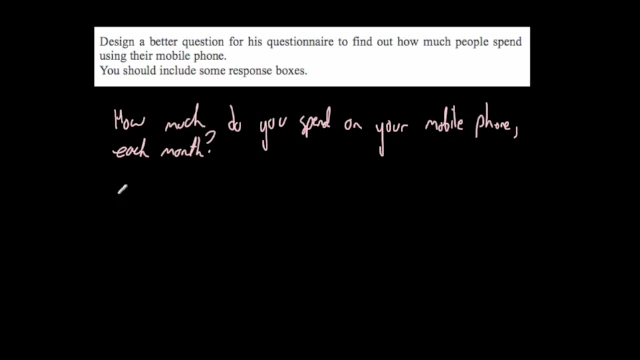 Design a better question for his questionnaire to find out how much people spend
using their mobile phone.
You should include some response boxes.
How much do you spend on your mobile phone,
each month?